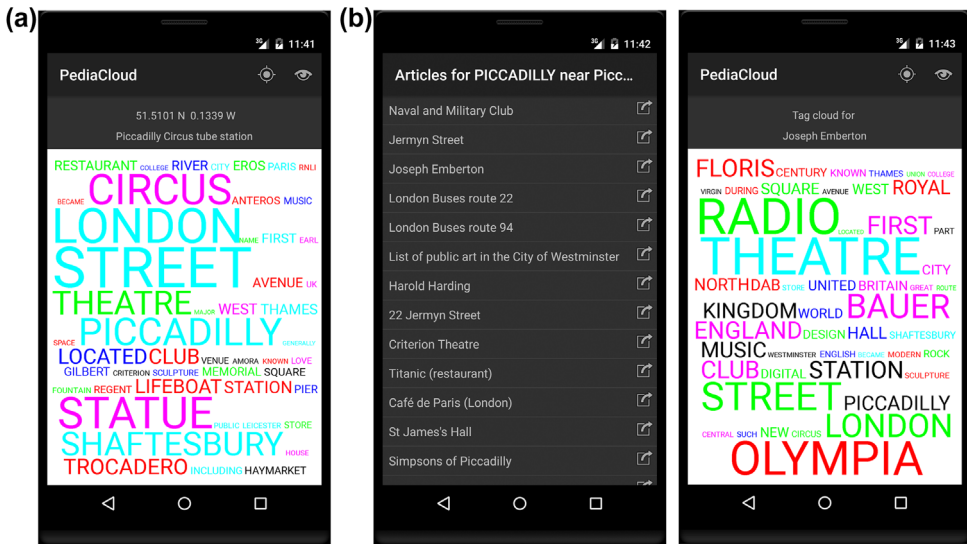 (a)
3G 11:41
PediaCloud
51.5101 N 0.1339 W
Piccadilly Circus tube station
RESTAURANT COLLEGE RIVER CITY EROS PARIS RNLI
BECAME CIRCUS ANTEROS MUSIC
LONDON NAME FIRST EARL
STREET AVENUE UK
THEATRE MAJOR WEST THAMES
SPACE PICCADILLY GENERALLY
LOCATED CLUB VENUE AMORA KNOWN LOVE
GILBERT CRITERION SCULPTURE MEMORIAL SQUARE
FOUNTAIN REGENT LIFEBOAT STATION PIER
STATUE PUBLIC LEICESTER STORE
SHAFTESBURY HOUSE
TROCADERO INCLUDING HAYMARKET
(b)
3G 11:42
Articles for PICCADILLY near Picc...
Naval and Military Club
Jermyn Street
Joseph Emberton
London Buses route 22
London Buses route 94
List of public art in the City of Westminster
Harold Harding
22 Jermyn Street
Criterion Theatre
Titanic (restaurant)
Café de Paris (London)
St James's Hall
Simpsons of Piccadilly
3G 11:43
PediaCloud
Tag cloud for
Joseph Emberton
FLORIS CENTURY KNOWN THAMES UNION COLLEGE
VIRGIN DURING SQUARE AVENUE WEST ROYAL
RADIO LOCATED FIRST PART
THEATRE CITY
NORTH DAB STORE UNITED BRITAIN GREAT ROUTE
KINGDOM WORLD BAUER
ENGLAND DESIGN HALL SHAFTESBURY
MUSIC WESTMINSTER ENGLISH BECAME MODERN ROCK
CLUB DIGITAL STATION SCULPTURE
STREET PICCADILLY
CENTRAL SUCH NEW CIRCUS LONDON
OLYMPIA